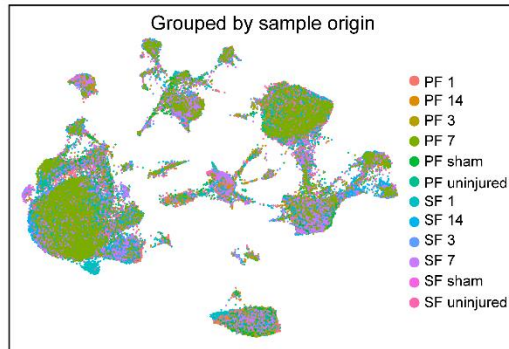 Grouped by sample origin
PF 1
PF 14
PF 3
PF 7
PF sham
PF uninjured
SF 1
SF 14
SF 3
SF 7
SF sham
SF uninjured